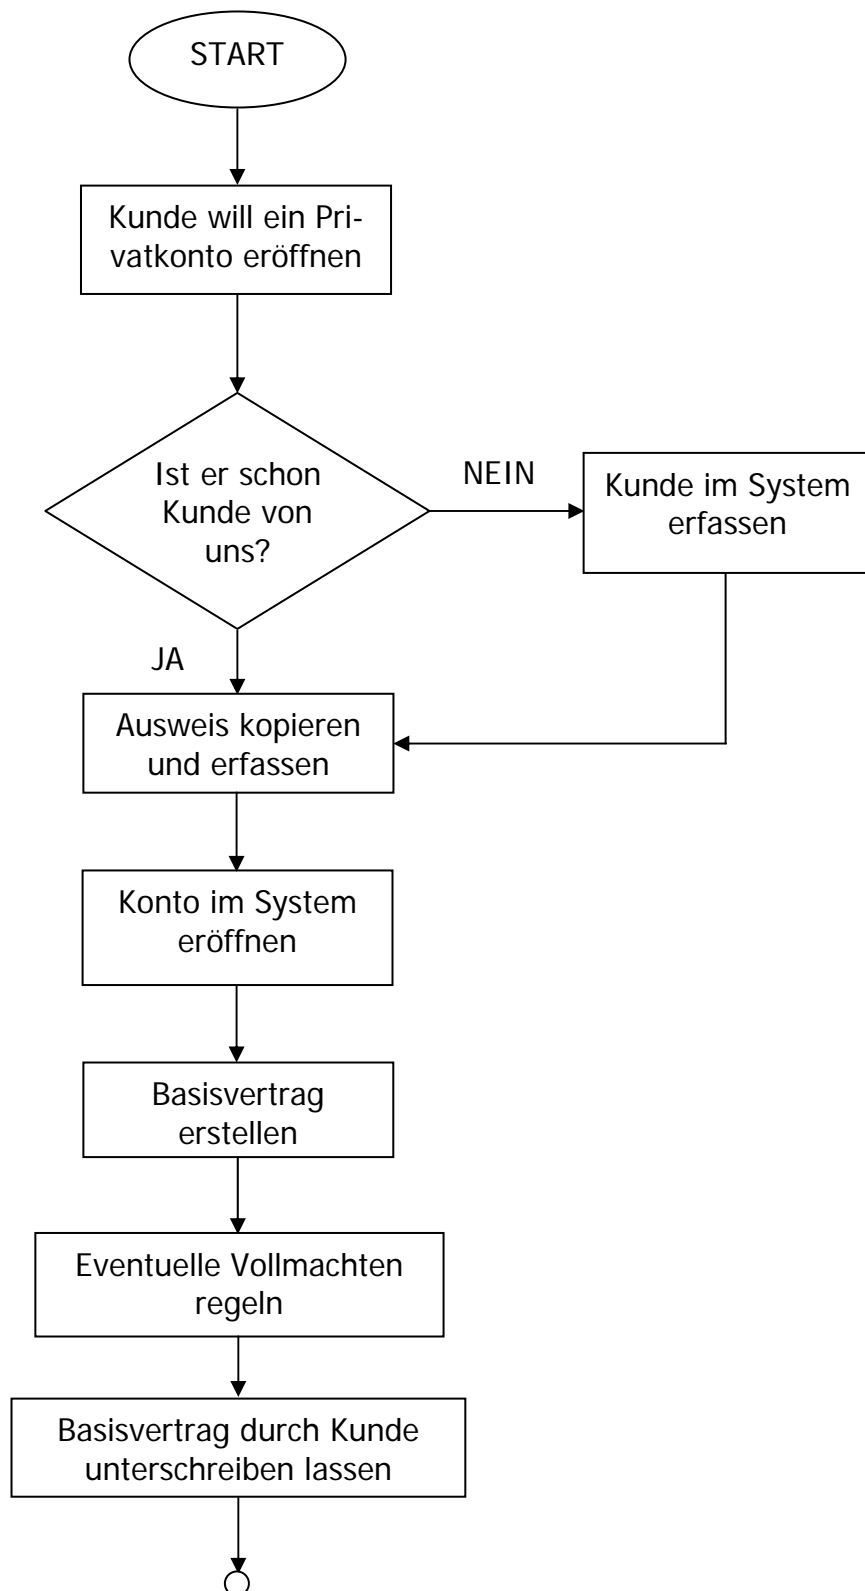 START
Kunde will ein Pri-
vatkonto eröffnen
Ist er schon
Kunde von
uns?
NEIN
Kunde im System
erfassen
JA
Ausweis kopieren
und erfassen
Konto im System
eröffnen
Basisvertrag
erstellen
Eventuelle Vollmachten
regeln
Basisvertrag durch Kunde
unterschreiben lassen